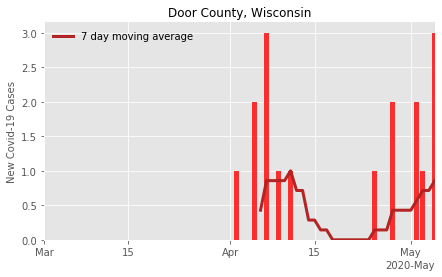 Door County, Wisconsin
7 day moving average
New Covid-19 Cases
3.0
2.5
2.0
1.5
1.0
0.5
0.0
Mar 15 Apr 15 May
2020-May